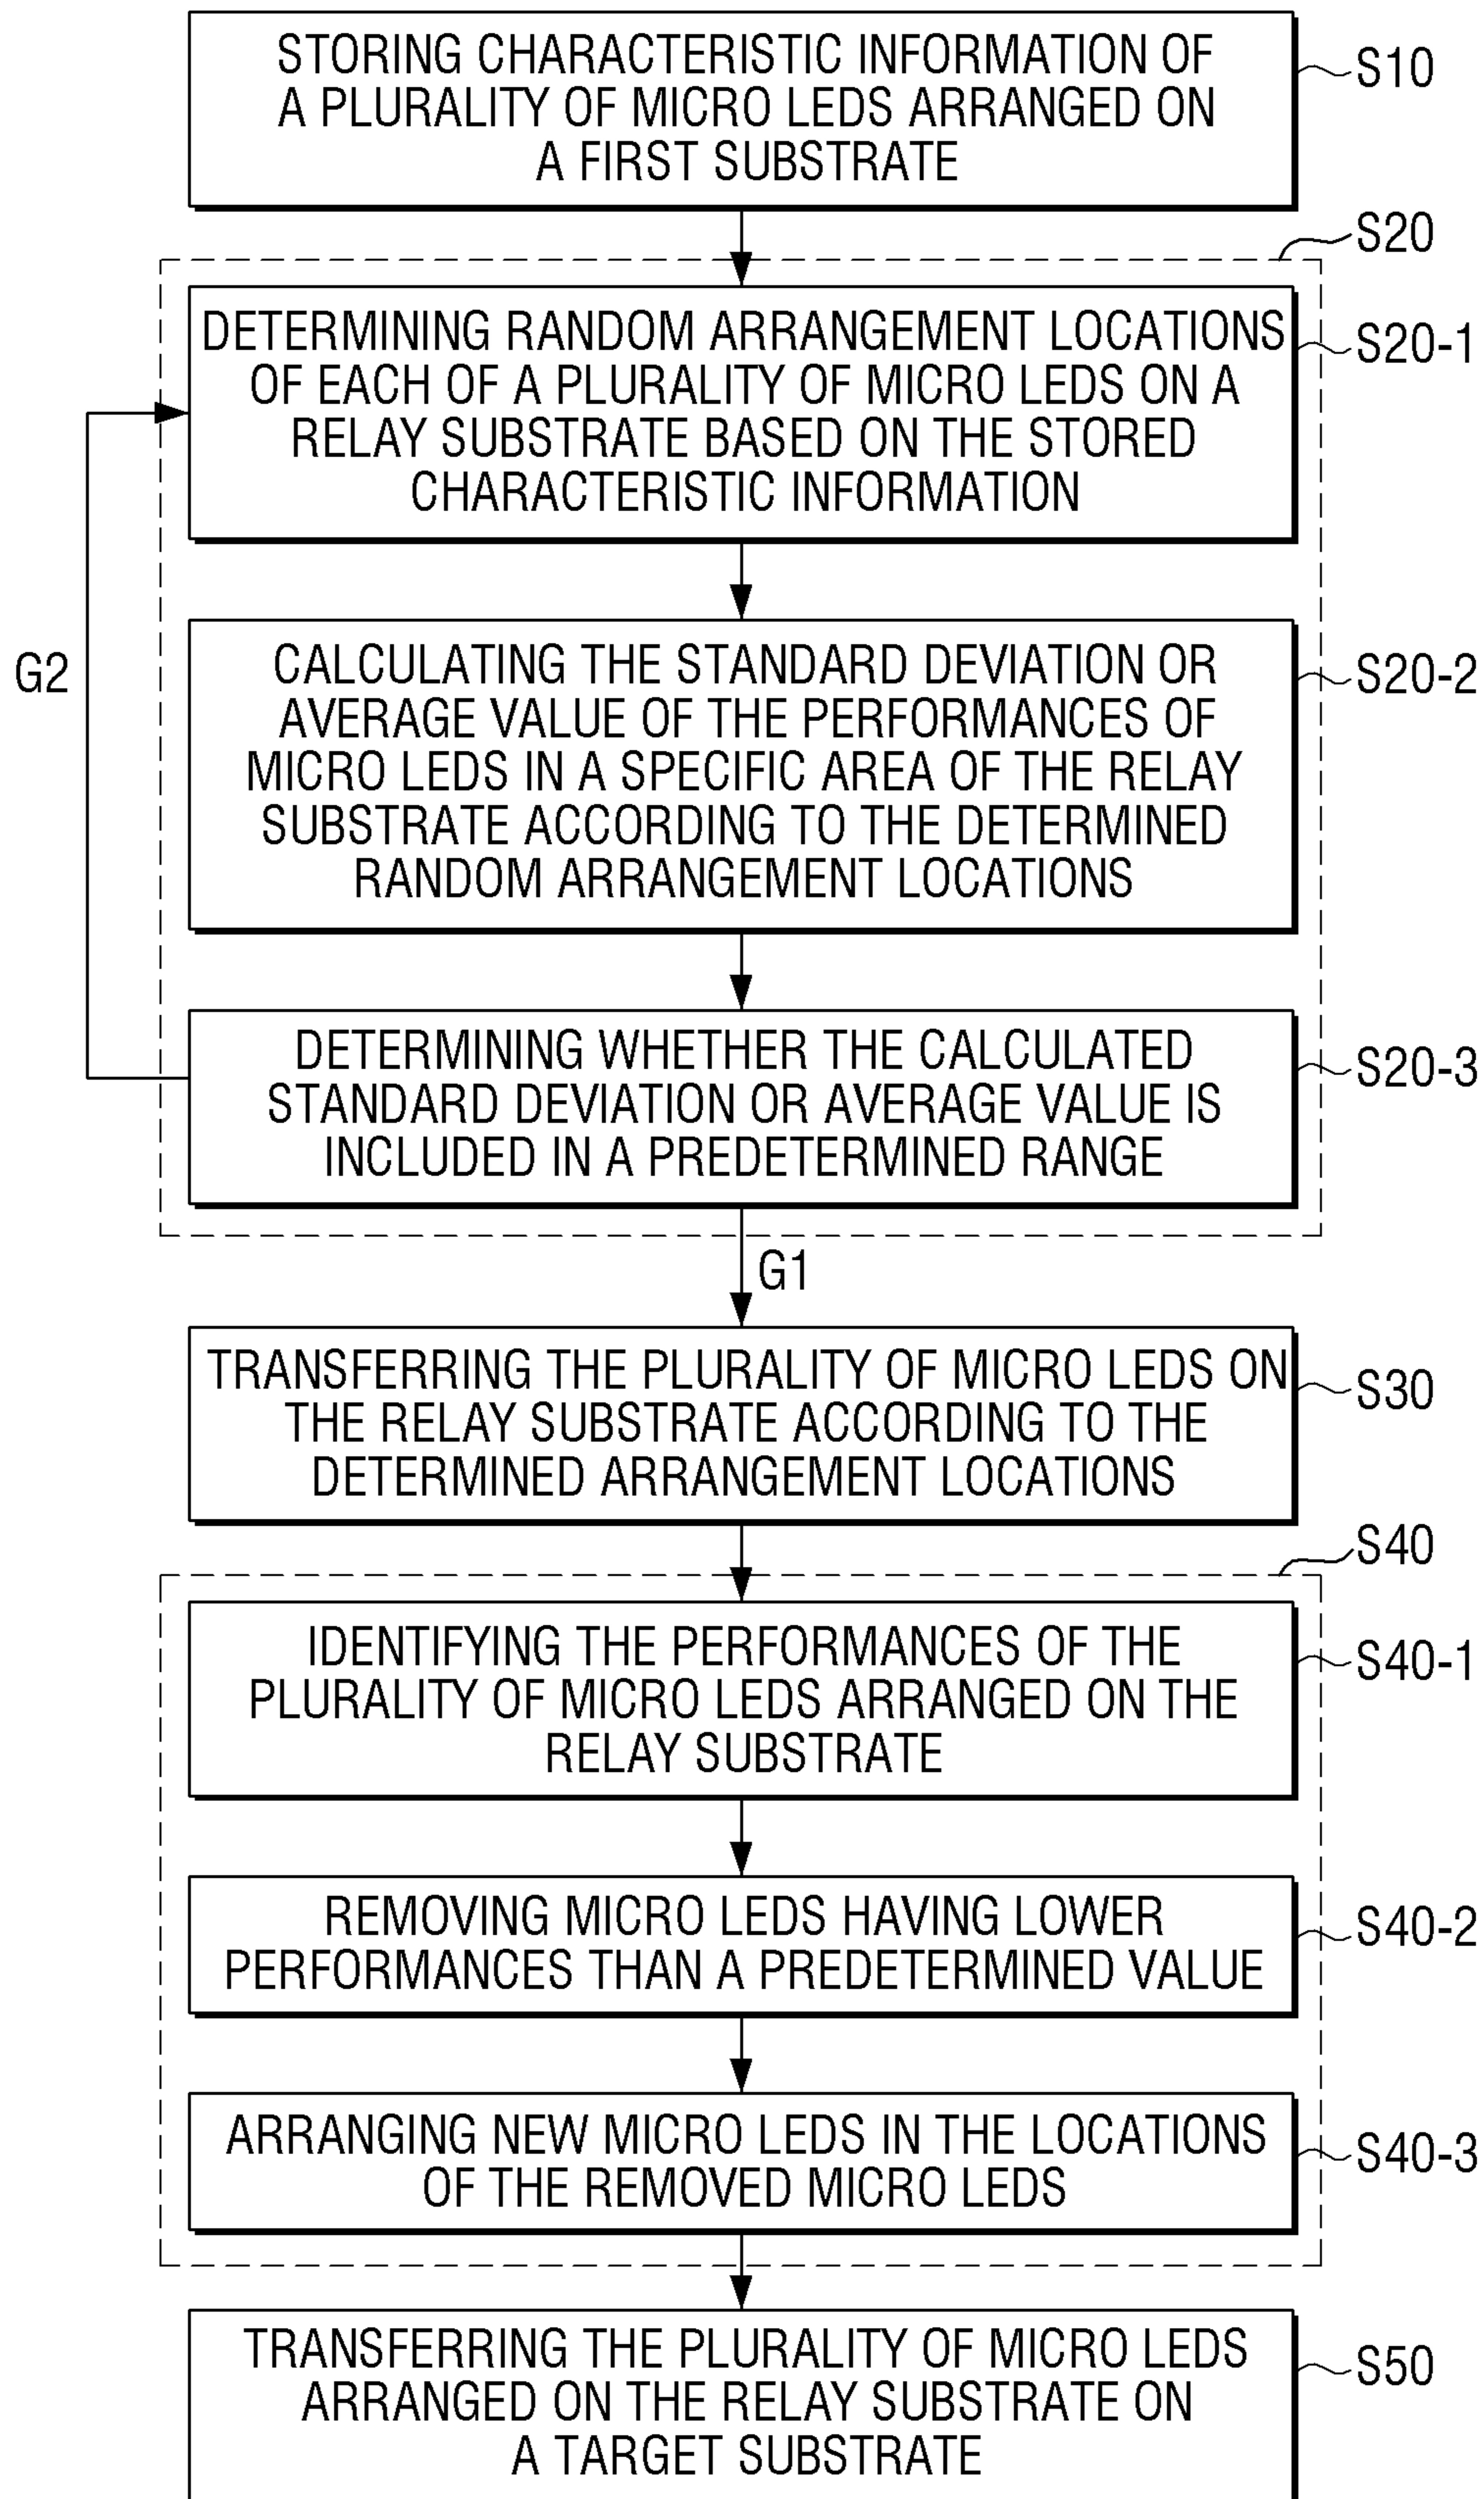 STORING CHARACTERISTIC INFORMATION OF
A PLURALITY OF MICRO LEDS ARRANGED ON
A FIRST SUBSTRATE
S10
S20
DETERMINING RANDOM ARRANGEMENT LOCATIONS
OF EACH OF A PLURALITY OF MICRO LEDS ON A
RELAY SUBSTRATE BASED ON THE STORED
CHARACTERISTIC INFORMATION
S20-1
G2
CALCULATING THE STANDARD DEVIATION OR
AVERAGE VALUE OF THE PERFORMANCES OF
MICRO LEDS IN A SPECIFIC AREA OF THE RELAY
SUBSTRATE ACCORDING TO THE DETERMINED
RANDOM ARRANGEMENT LOCATIONS
S20-2
DETERMINING WHETHER THE CALCULATED
STANDARD DEVIATION OR AVERAGE VALUE IS
INCLUDED IN A PREDETERMINED RANGE
S20-3
G1
TRANSFERRING THE PLURALITY OF MICRO LEDS ON
THE RELAY SUBSTRATE ACCORDING TO THE
DETERMINED ARRANGEMENT LOCATIONS
S30
S40
IDENTIFYING THE PERFORMANCES OF THE
PLURALITY OF MICRO LEDS ARRANGED ON THE
RELAY SUBSTRATE
S40-1
REMOVING MICRO LEDS HAVING LOWER
PERFORMANCES THAN A PREDETERMINED VALUE
S40-2
ARRANGING NEW MICRO LEDS IN THE LOCATIONS
OF THE REMOVED MICRO LEDS
S40-3
TRANSFERRING THE PLURALITY OF MICRO LEDS
ARRANGED ON THE RELAY SUBSTRATE ON
A TARGET SUBSTRATE
S50